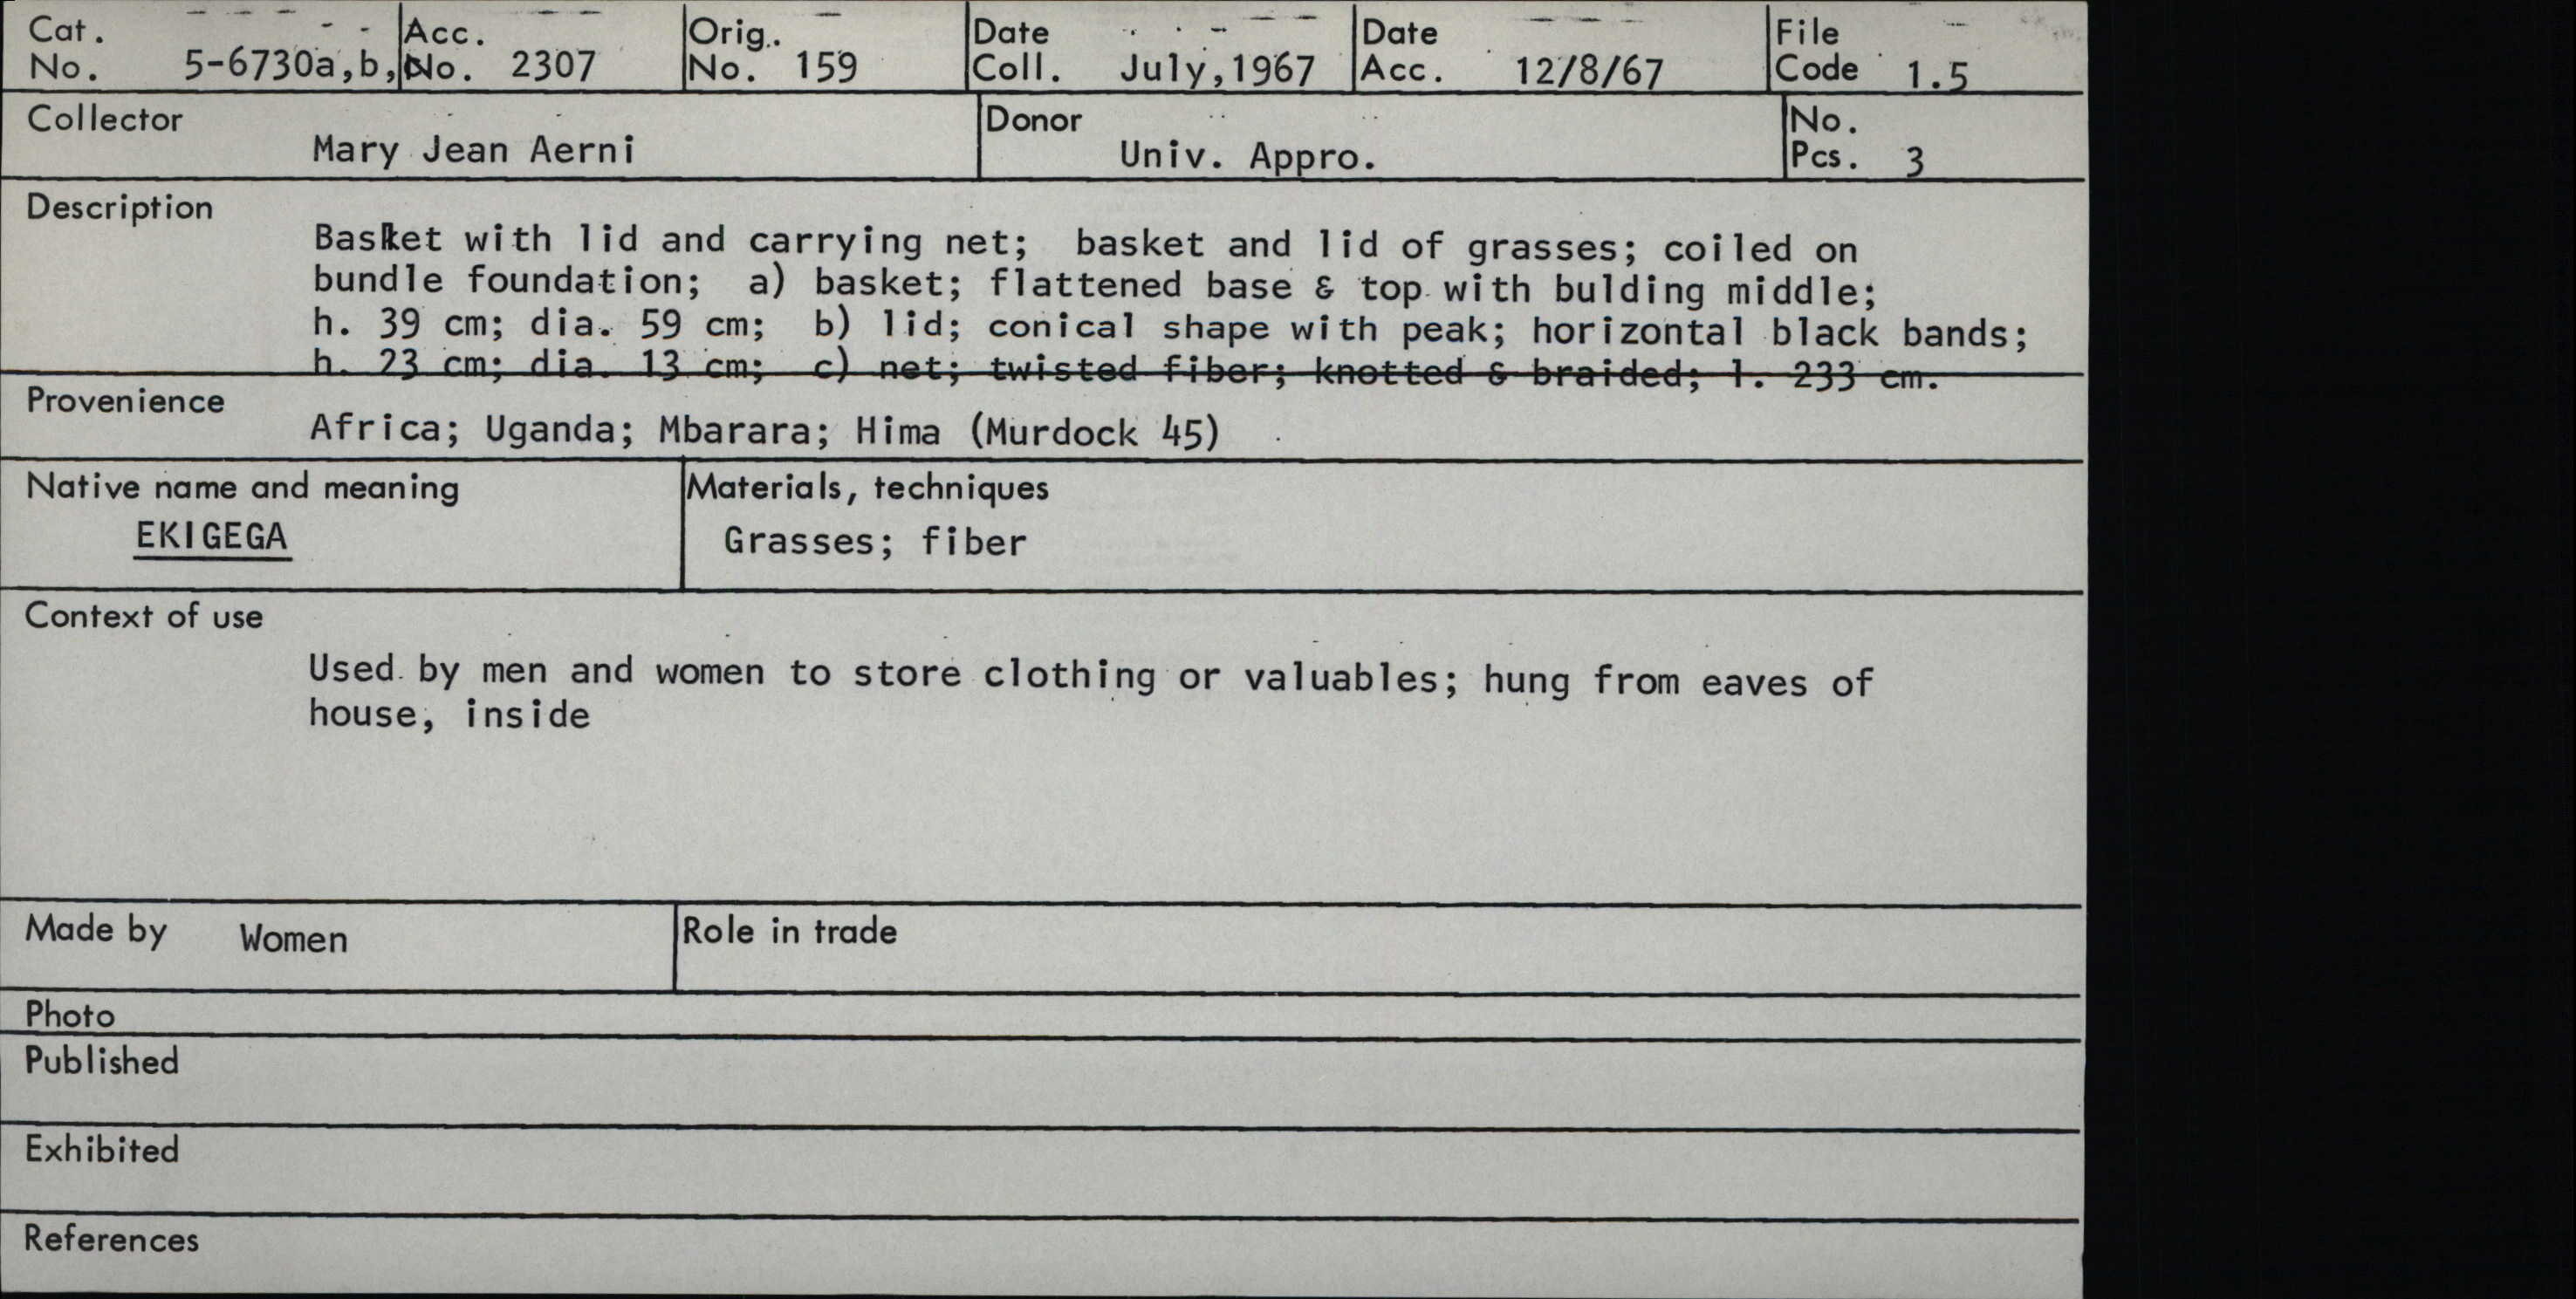 Cat. No. 5-6730a,b,c Acc. No. 2307 Orig. No. 159 Date Coll. July,1967 Date Acc. 12/8/67 File Code 1.5
Collector Mary Jean Aerni Donor Univ. Appro. No. Pcs. 3
Description
Basket with lid and carrying net; basket and lid of grasses; coiled on
bundle foundation; a) basket; flattened base & top with bulding middle;
h. 39 cm; dia. 59 cm; b) lid; conical shape with peak; horizontal black bands;
h. 23 cm; dia. 13 cm; c) net; twisted fiber; knotted & braided; l. 233 cm.
Provenience
Africa; Uganda; Mbarara; Hima (Murdock 45)
Native name and meaning Materials, techniques
EKIGEGA Grasses; fiber
Context of use
Used by men and women to store clothing or valuables; hung from eaves of
house, inside
Made by Women Role in trade
Photo
Published
Exhibited
References